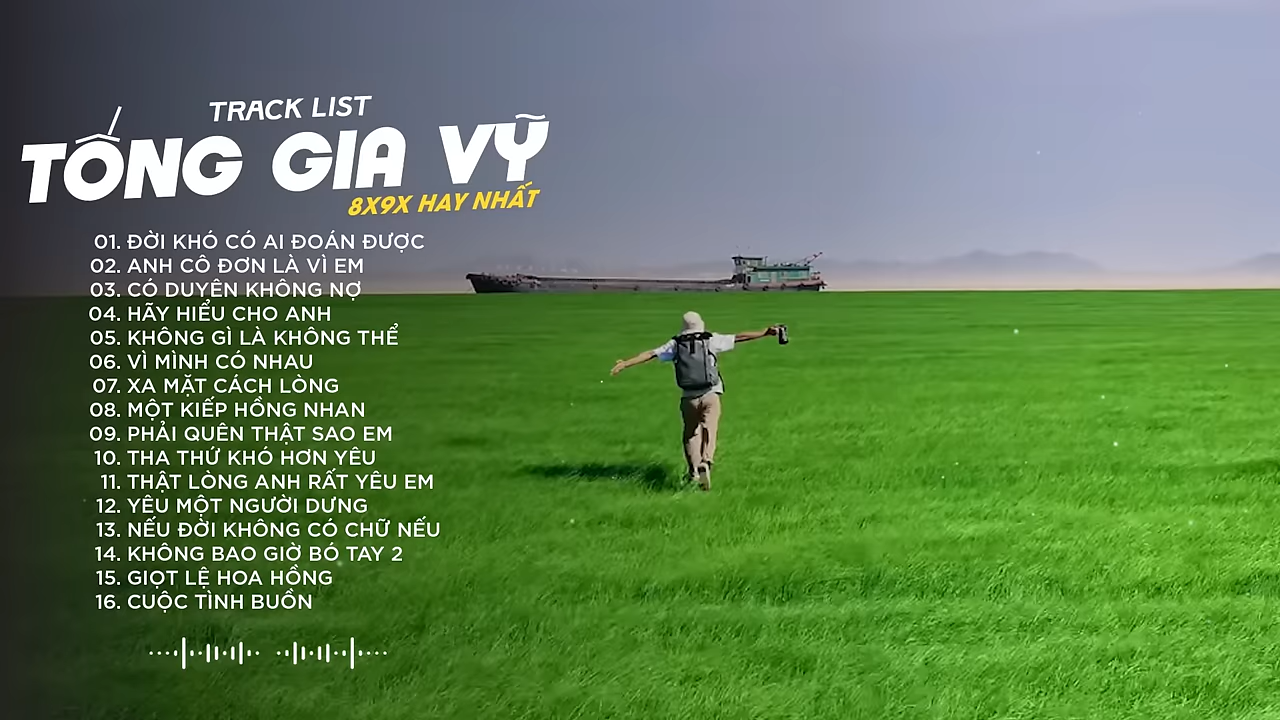 TRACK LIST
TỐNG GIA VỸ
8X9X HAY NHẤT
01. ĐỜI KHÓ CÓ AI ĐOÁN ĐƯỢC
02. ANH CÔ ĐƠN LÀ VÌ EM
03. CÓ DUYÊN KHÔNG NỢ
04. HÃY HIỂU CHO ANH
05. KHÔNG GÌ LÀ KHÔNG THỂ
06. VÌ MÌNH CÓ NHAU
07. XA MẶT CÁCH LÒNG
08. MỘT KIẾP HỒNG NHAN
09. PHẢI QUÊN THẬT SAO EM
10. THA THỨ KHÓ HƠN YÊU
11. THẬT LÒNG ANH RẤT YÊU EM
12. YÊU MỘT NGƯỜI DƯNG
13. NẾU ĐỜI KHÔNG CÓ CHỮ NẾU
14. KHÔNG BAO GIỜ BÓ TAY 2
15. GIỌT LỆ HOA HỒNG
16. CUỘC TÌNH BUỒN